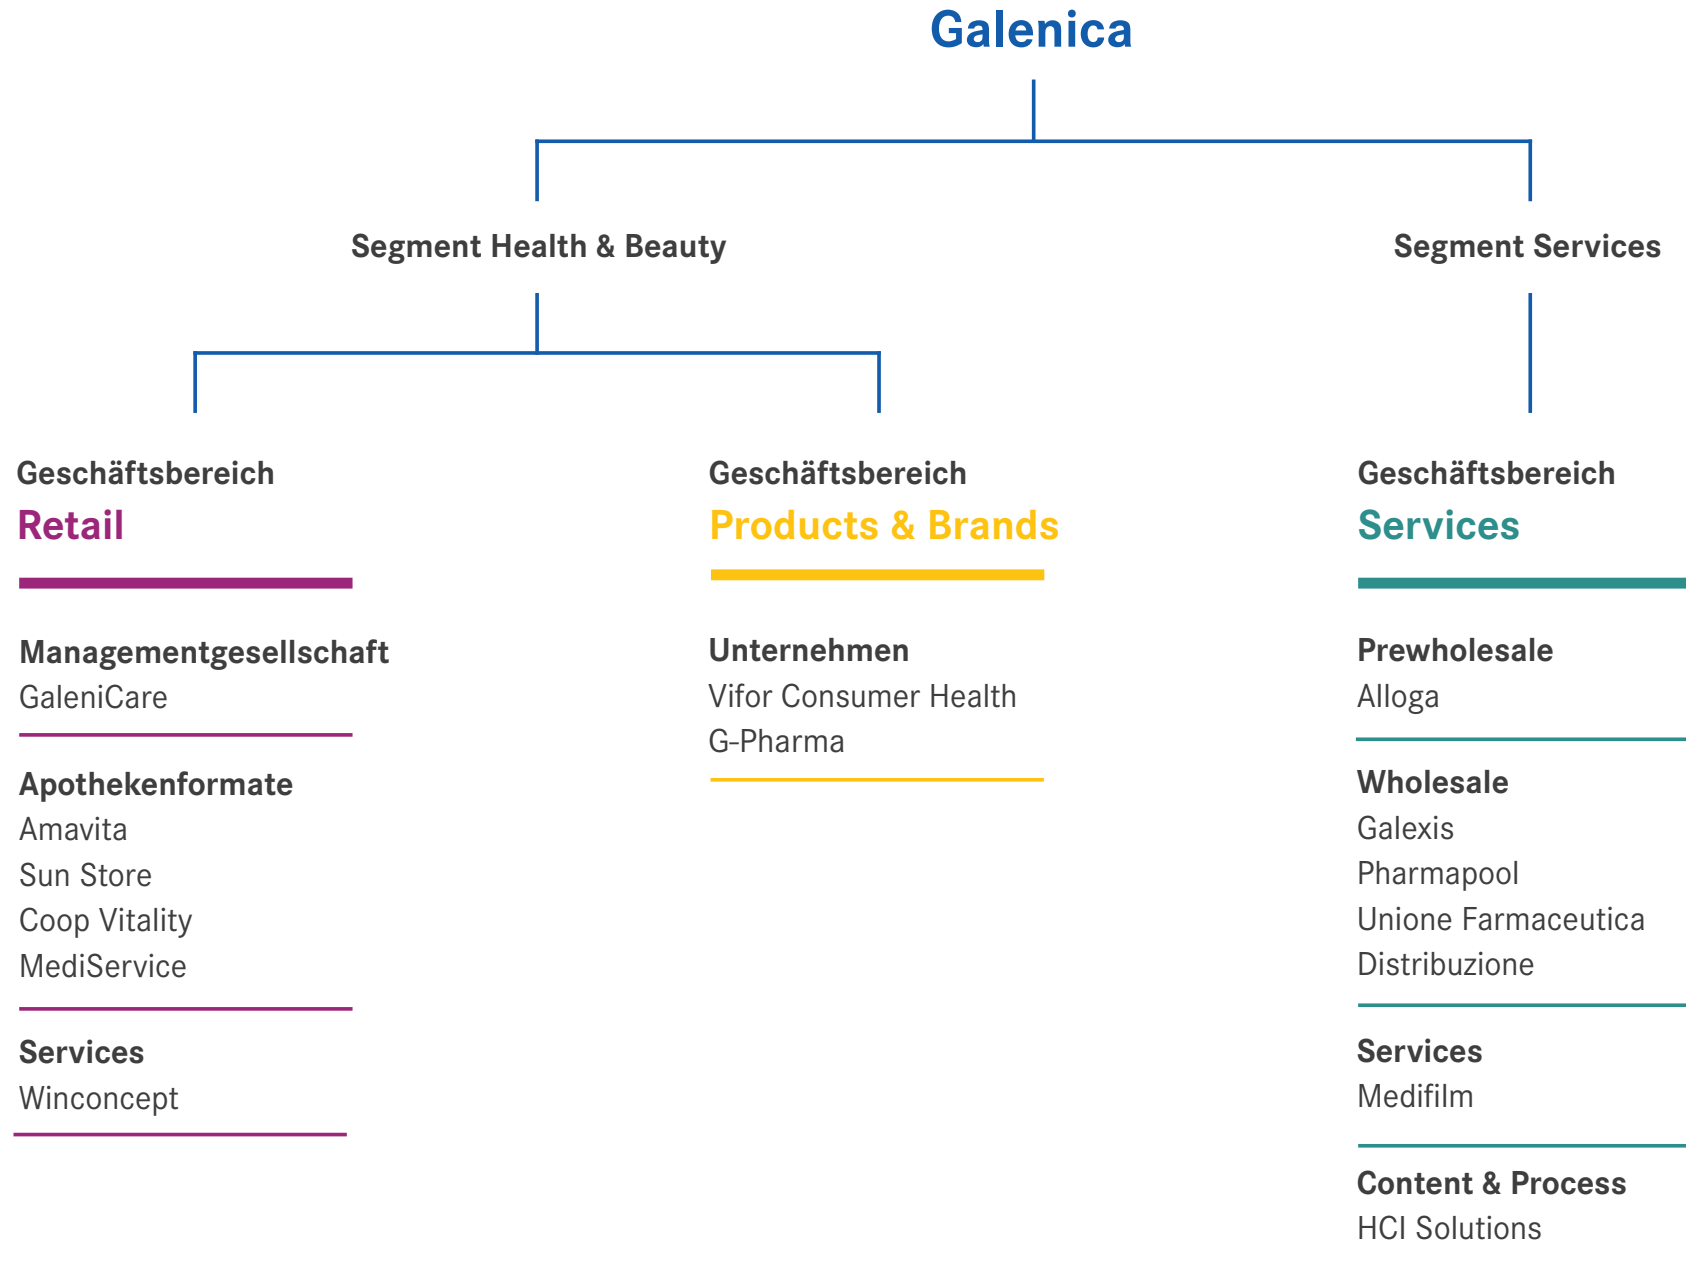 Galenica
Segment Health & Beauty
Segment Services
Geschäftsbereich
Retail
Managementgesellschaft
GaleniCare
Apothekenformate
Amavita
Sun Store
Coop Vitality
MediService
Services
Winconcept
Geschäftsbereich
Products & Brands
Unternehmen
Vifor Consumer Health
G-Pharma
Geschäftsbereich
Services
Prewholesale
Alloga
Wholesale
Galexis
Pharmapool
Unione Farmaceutica
Distribuzione
Services
Medifilm
Content & Process
HCI Solutions